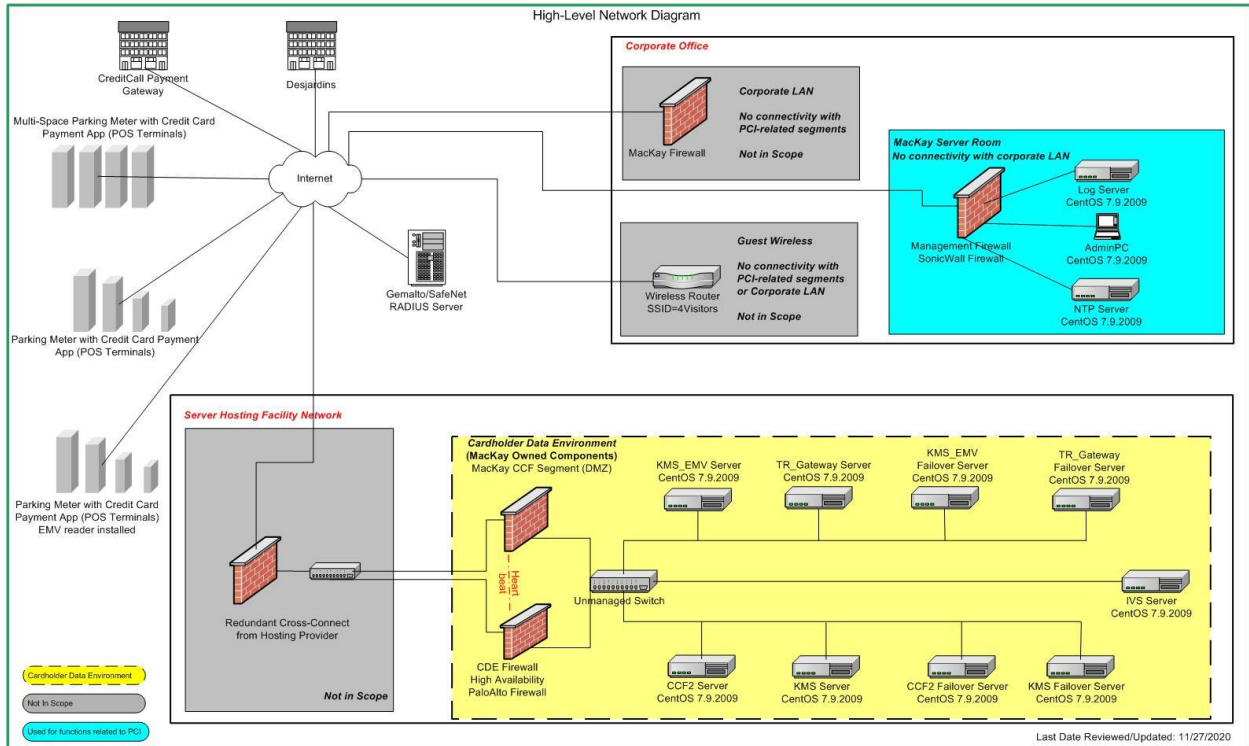 High-Level Network Diagram
CreditCall Payment
Gateway
Desjardins
Multi-Space Parking Meter with Credit Card
Payment App (POS Terminals)
Internet
Gemalto/SafeNet
RADIUS Server
Parking Meter with Credit Card Payment
App (POS Terminals)
Parking Meter with Credit Card
Payment App (POS Terminals)
EMV reader installed
Corporate Office
Corporate LAN
No connectivity with
PCI-related segments
Not in Scope
MacKay Firewall
Guest Wireless
No connectivity with
PCI-related segments
or Corporate LAN
Not in Scope
Wireless Router
SSID=4Visitors
MacKay Server Room
No connectivity with corporate LAN
Log Server
CentOS 7.9.2009
Management Firewall
SonicWall Firewall
AdminPC
CentOS 7.9.2009
NTP Server
CentOS 7.9.2009
Server Hosting Facility Network
Redundant Cross-Connect
from Hosting Provider
Not in Scope
Cardholder Data Environment
(MacKay Owned Components)
MacKay CCF Segment (DMZ)
Heart
beat
CDE Firewall
High Availability
PaloAlto Firewall
Unmanaged Switch
KMS_EMV Server
CentOS 7.9.2009
TR_Gateway Server
CentOS 7.9.2009
KMS_EMV
Failover Server
CentOS 7.9.2009
TR_Gateway
Failover Server
CentOS 7.9.2009
IVS Server
CentOS 7.9.2009
CCF2 Server
CentOS 7.9.2009
KMS Server
CentOS 7.9.2009
CCF2 Failover Server
CentOS 7.9.2009
KMS Failover Server
CentOS 7.9.2009
Cardholder Data Environment
Not In Scope
Used for functions related to PCI
Last Date Reviewed/Updated: 11/27/2020